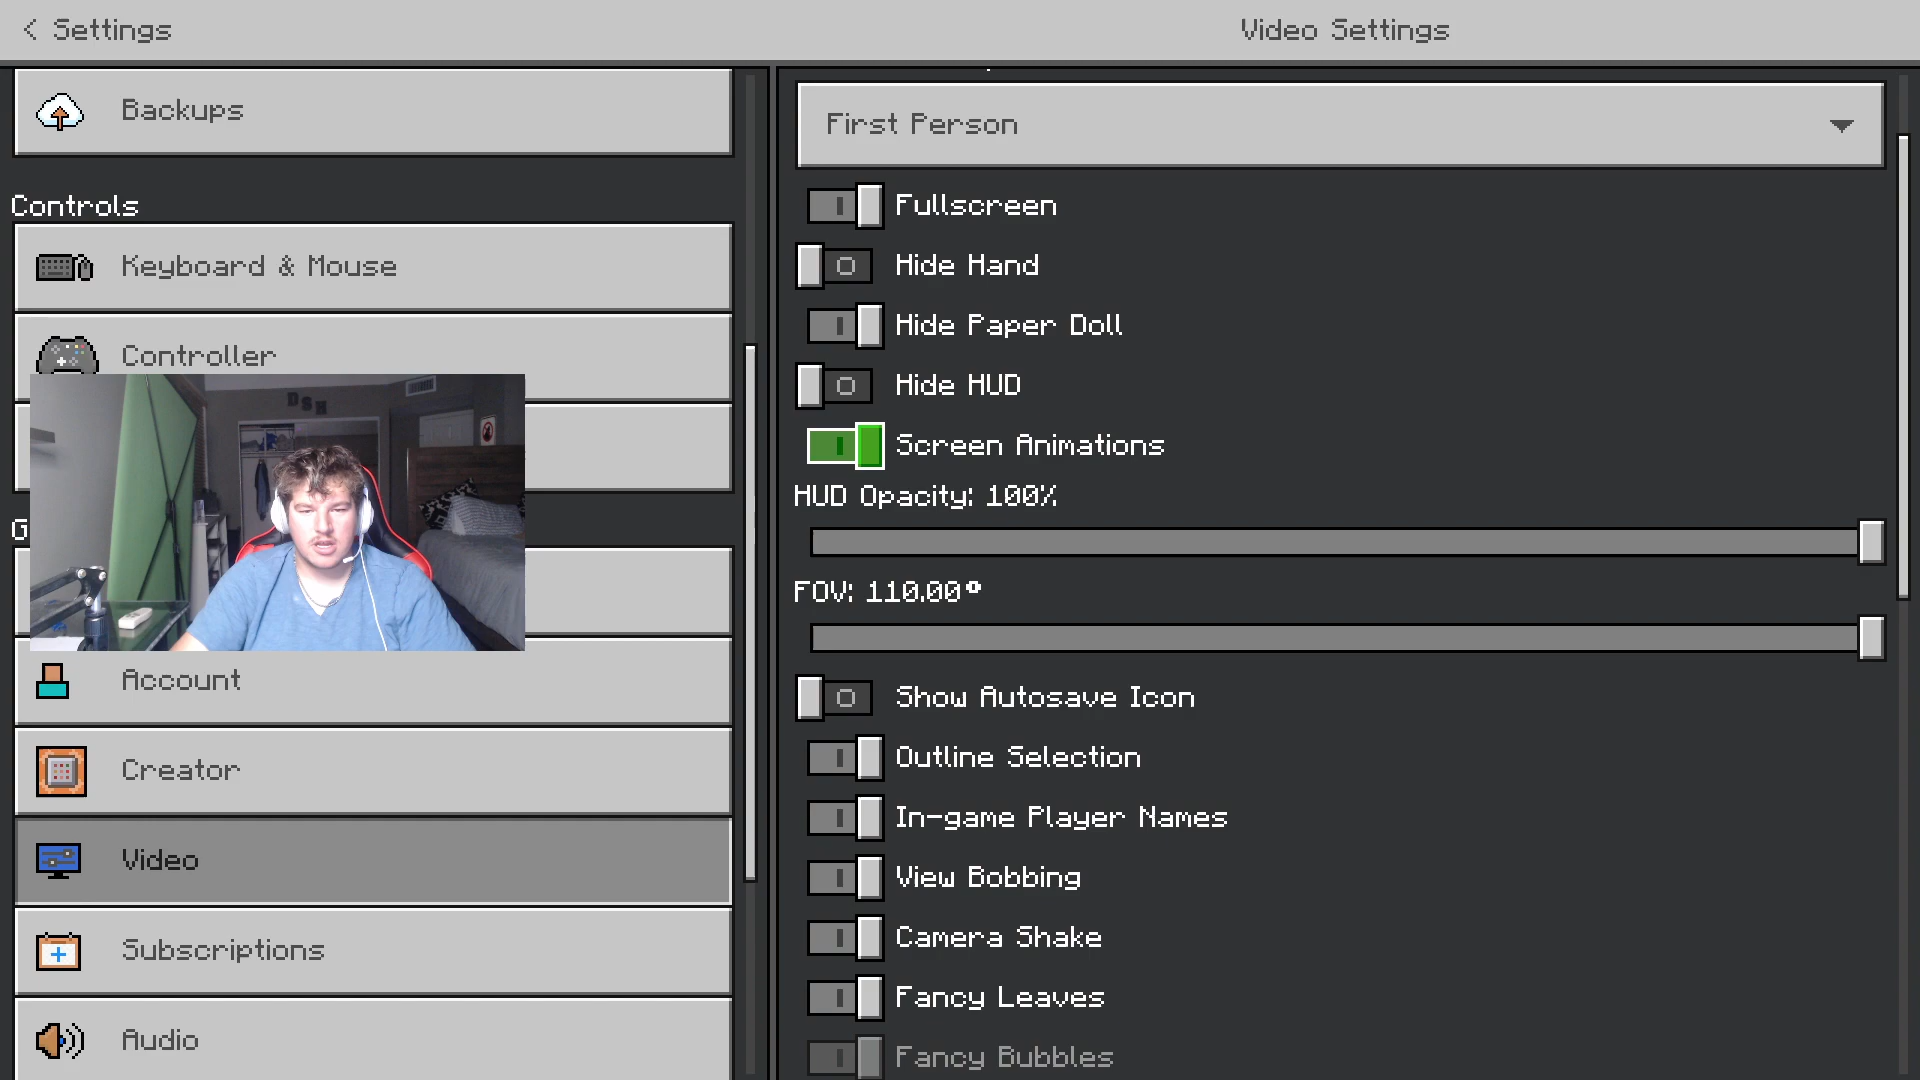 Settings
Video Settings
Backups
Controls
Keyboard & Mouse
Controller
G
Account
Creator
Video
Subscriptions
Audio
First Person
Fullscreen
Hide Hand
Hide Paper Doll
Hide HUD
Screen Animations
HUD Opacity: 100%
FOV: 110.00°
Show Autosave Icon
Outline Selection
In-game Player Names
View Bobbing
Camera Shake
Fancy Leaves
Fancy Bubbles
DSH